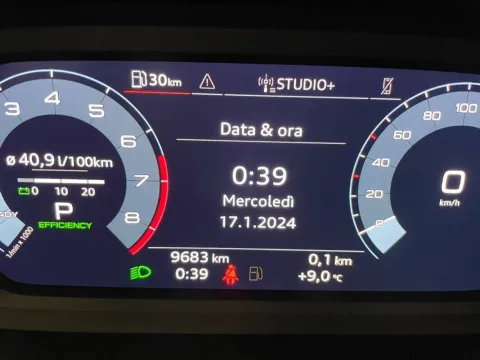 30km
STUDIO+
3 4 5 6 7 8
Data & ora
ø 40,9 l/100km
0 10 20
P
EFFICIENCY
1/min x 1000
0:39
Mercoledì
17.1.2024
0 20 40 60 80 100
0
km/h
9683 km
0,1 km
0:39
+9,0 °C